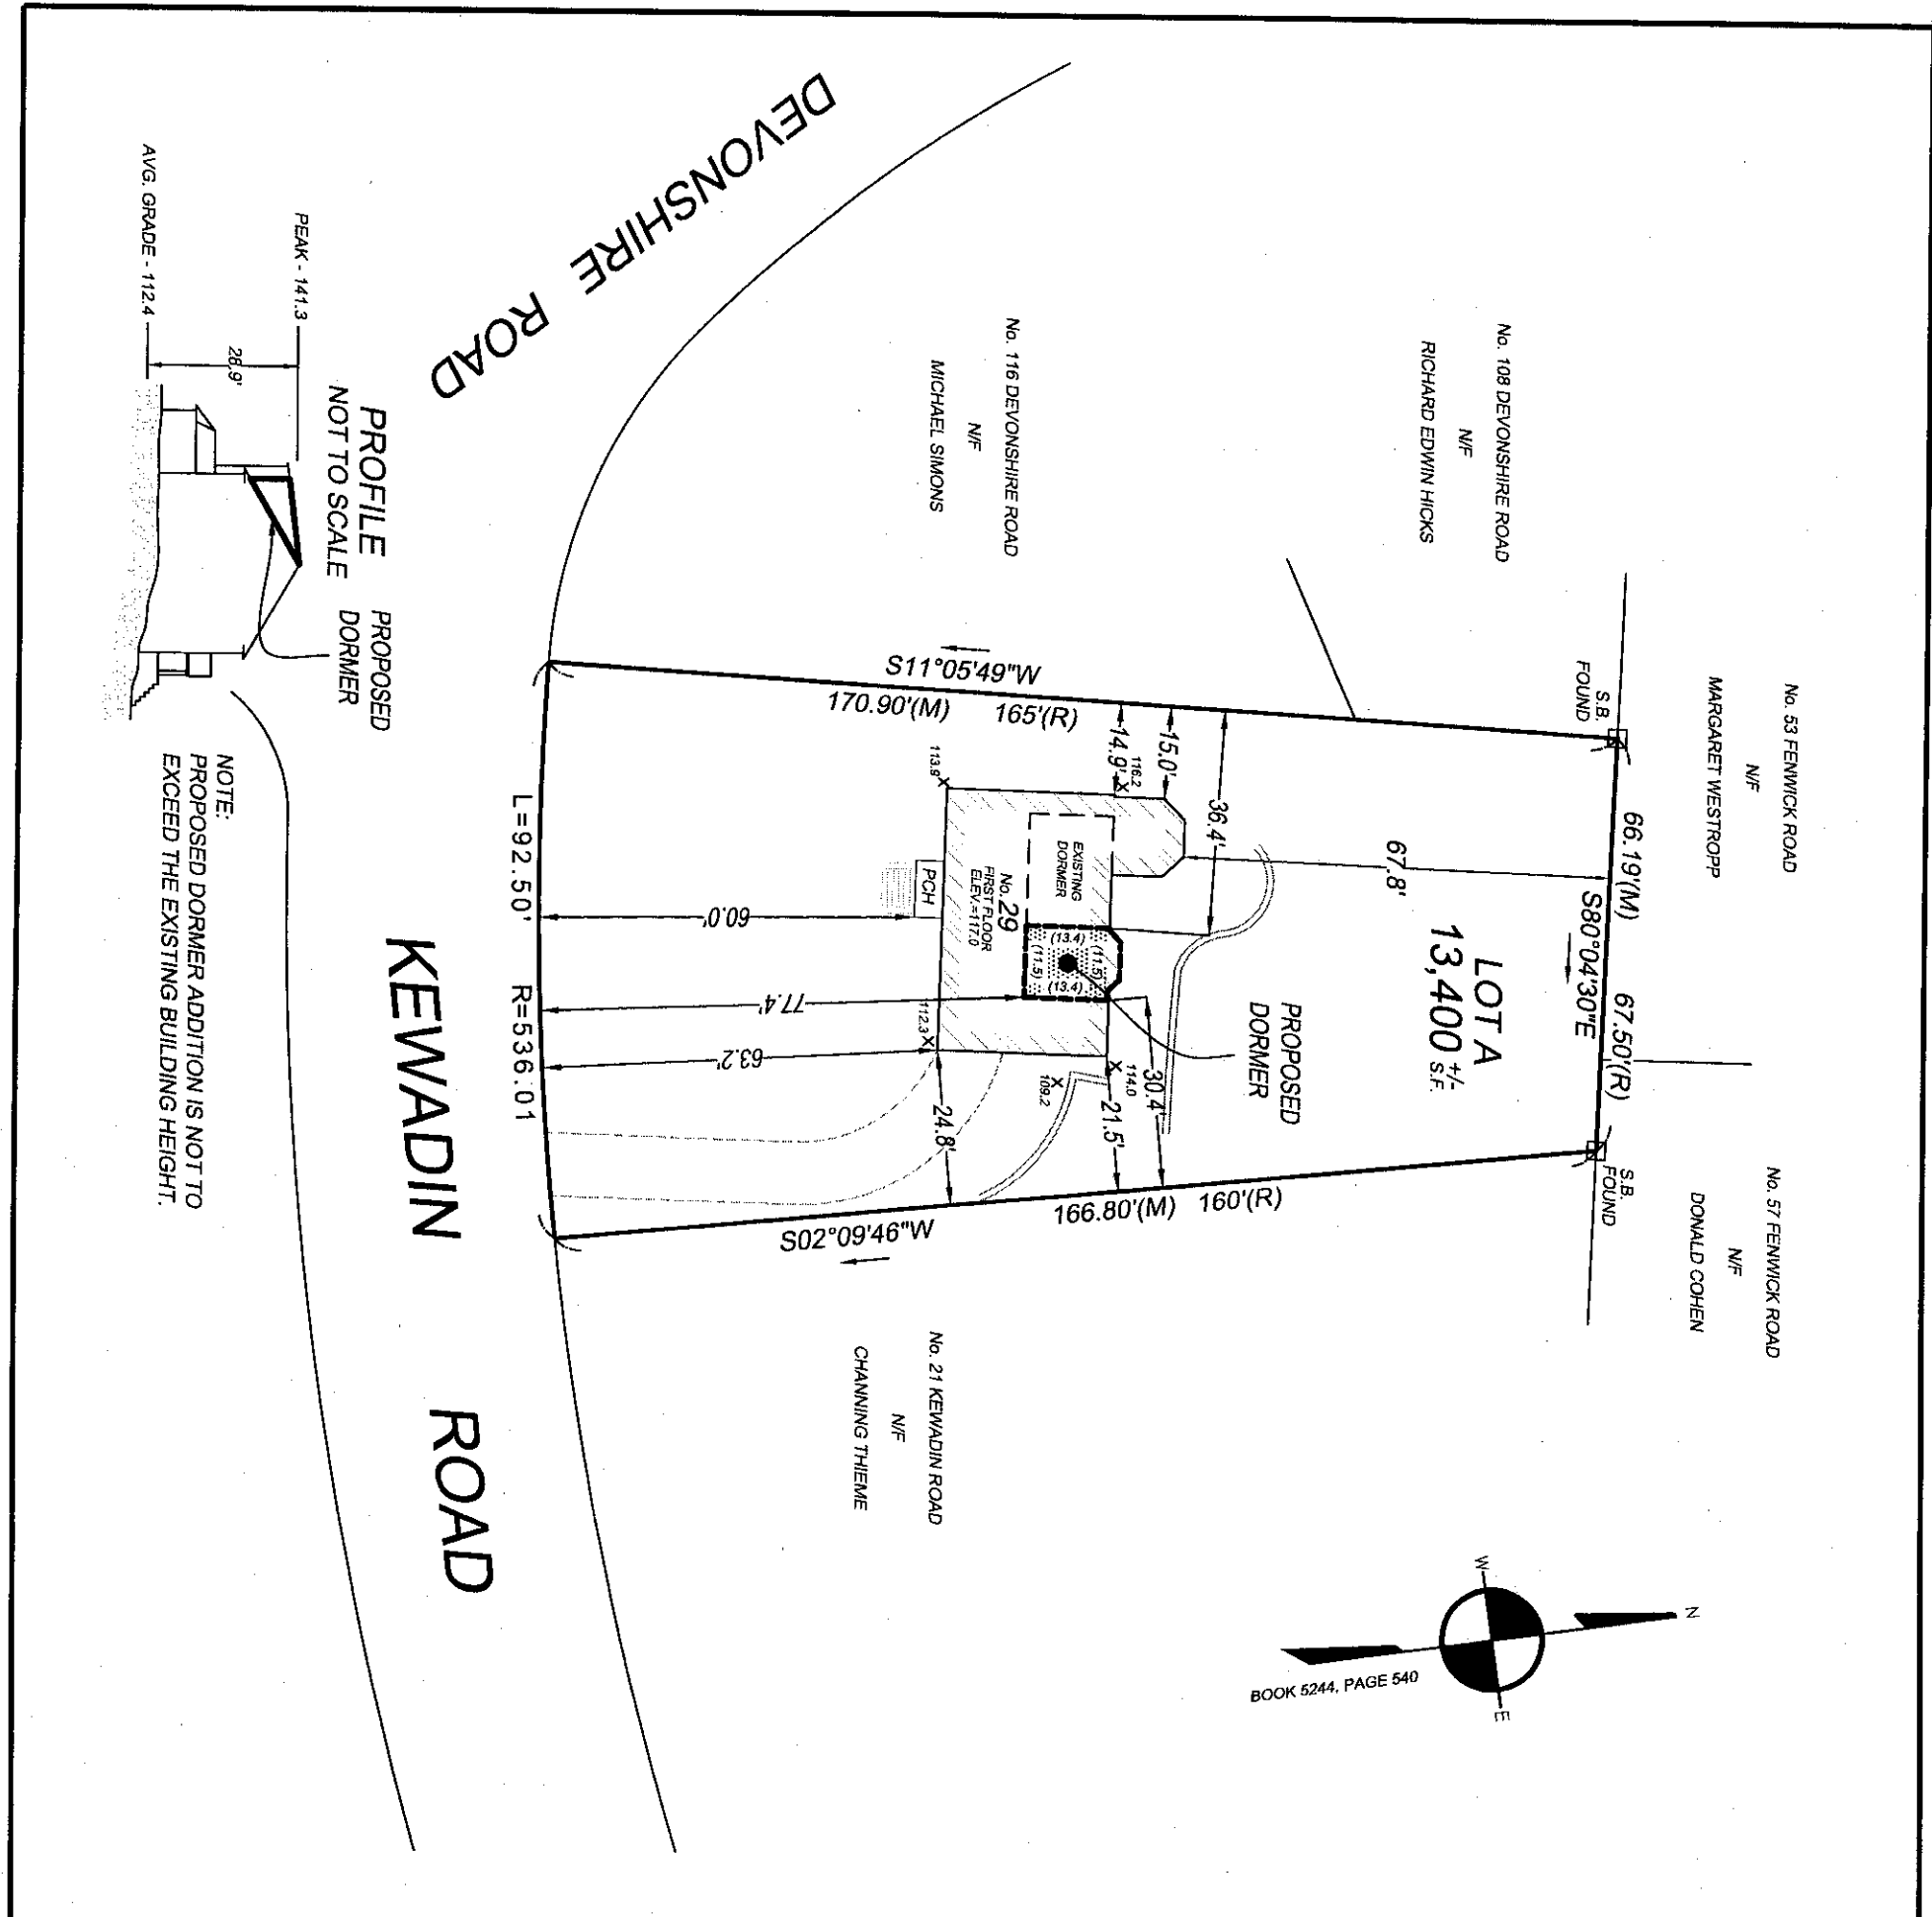 No. 53 FENWICK ROAD
N/F
MARGARET WESTROPP
No. 57 FENWICK ROAD
N/F
DONALD COHEN
No. 108 DEVONSHIRE ROAD
N/F
RICHARD EDWIN HICKS
S.B.
FOUND
66.19'(M) 67.50'(R)
S80°04'30"E
S.B.
FOUND
LOT A
13,400 +/- S.F.
67.8'
PROPOSED
DORMER
No. 116 DEVONSHIRE ROAD
N/F
MICHAEL SIMONS
S11°05'49"W
170.90'(M) 165'(R)
36.4'
15.0'
14.9'
116.2
113.9
EXISTING
DORMER
No. 29
FIRST FLOOR
ELEV.=117.0
(13.4)
(11.5)
(11.5)
(13.4)
PCH
30.4'
21.5'
114.0
109.2
112.3
24.8'
60.0'
77.4'
63.2'
166.80'(M) 160'(R)
S02°09'46"W
No. 21 KEWADIN ROAD
N/F
CHANNING THIEME
L=92.50' R=536.01
DEVONSHIRE ROAD
KEWADIN ROAD
N
W
E
BOOK 5244, PAGE 540
PROFILE
NOT TO SCALE
PROPOSED
DORMER
PEAK - 141.3
28.9'
AVG. GRADE - 112.4
NOTE:
PROPOSED DORMER ADDITION IS NOT TO
EXCEED THE EXISTING BUILDING HEIGHT.